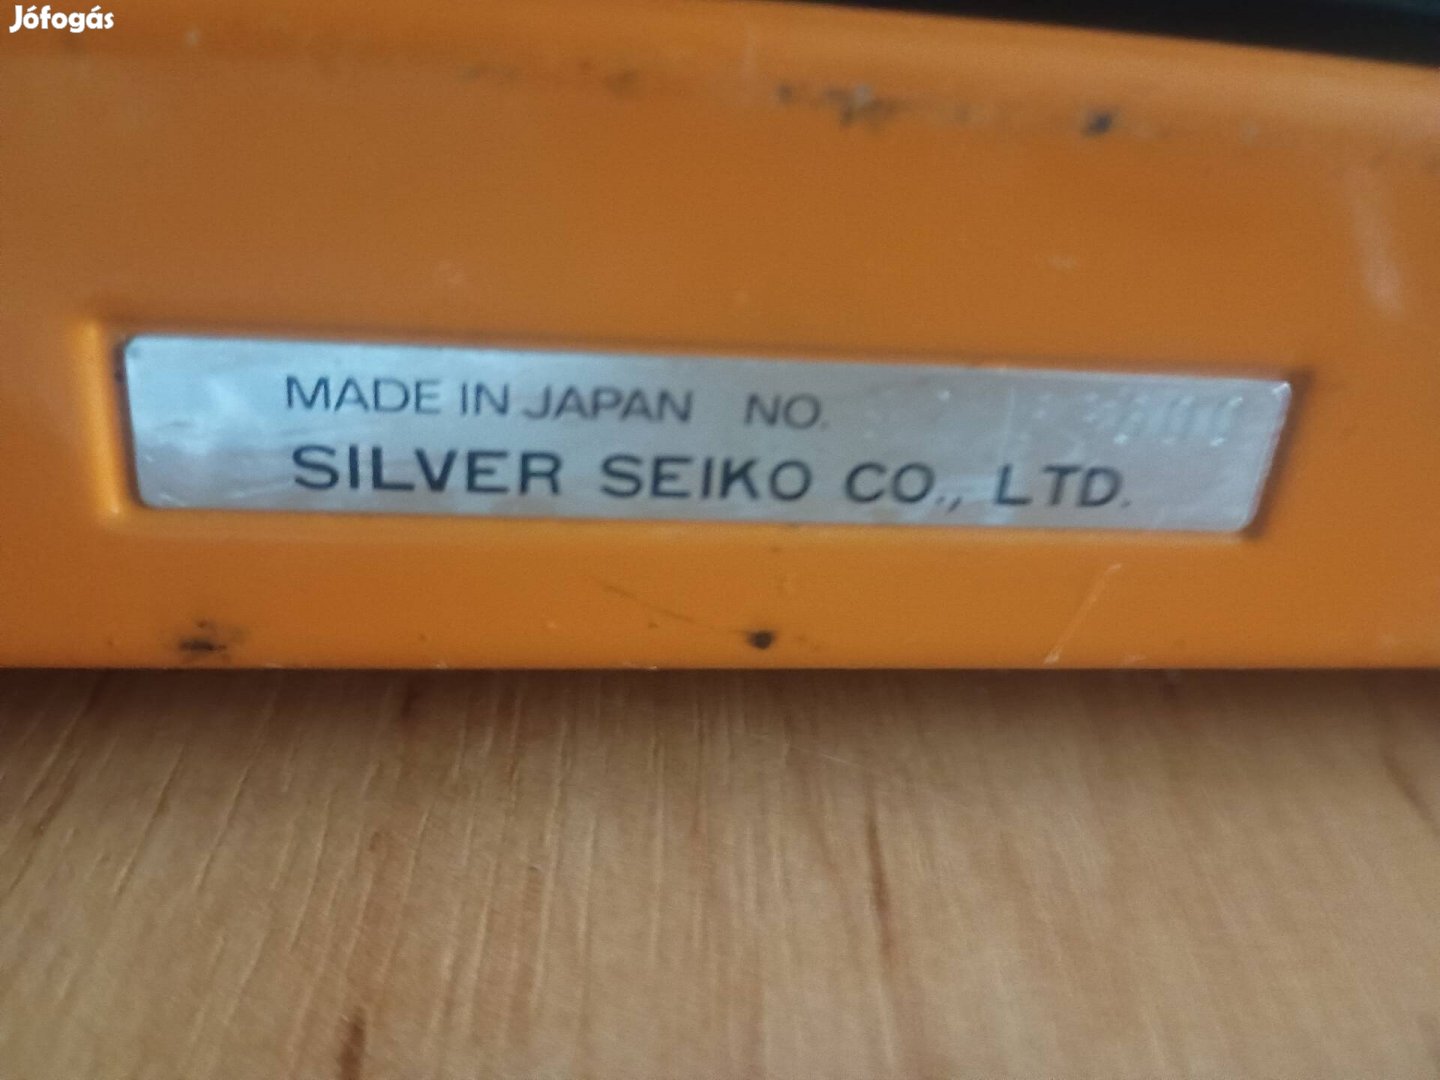 Jófogás
MADE IN JAPAN NO.
SILVER SEIKO CO., LTD.